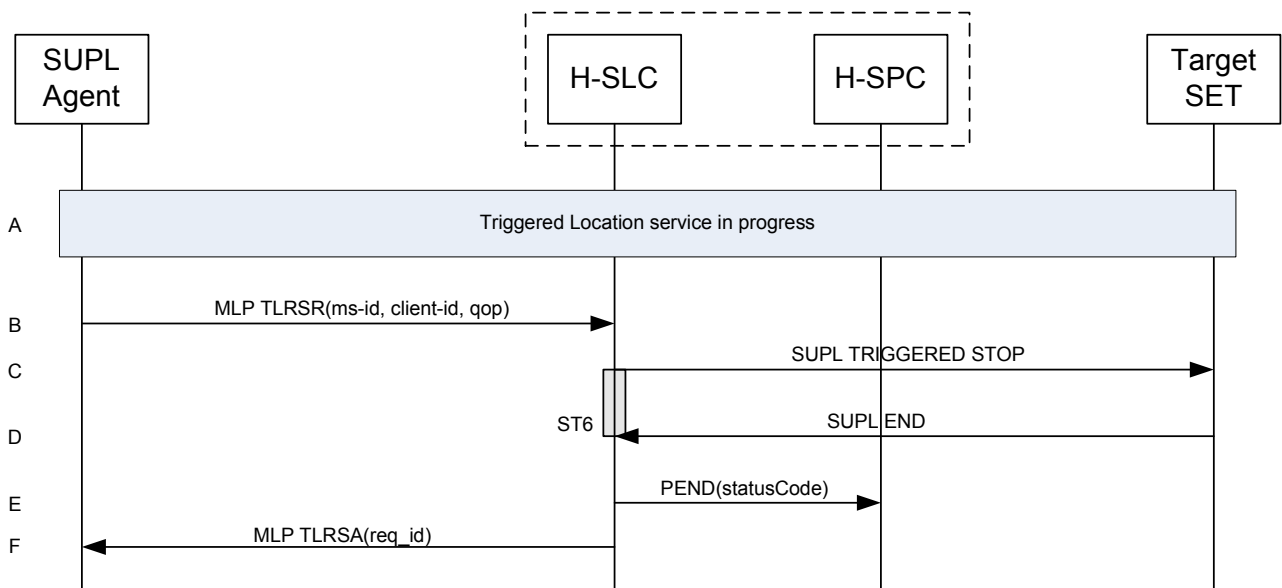 SUPL
Agent
H-SLC
H-SPC
Target
SET
A
Triggered Location service in progress
B
MLP TLRSR(ms-id, client-id, qop)
C
SUPL TRIGGERED STOP
ST6
D
SUPL END
E
PEND(statusCode)
F
MLP TLRSA(req_id)